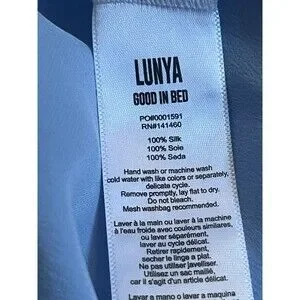 LUNYA
GOOD IN BED
PO#0001591
RN#141460
100% Silk
100% Soie
100% Seda
Hand wash or machine wash
cold water with like colors or separately,
delicate cycle.
Remove promptly, lay flat to dry.
Do not bleach.
Mesh washbag recommended.
Laver à la main ou laver à la machine
à l'eau froide avec couleurs similaires,
ou laver séparément,
laver au cycle délicat.
Retirer rapidement,
secher le linge a plat.
Ne pas utiliser javelliser.
Utilisez un sac maillé,
car il s'agit d'un article délicat.
Lavar a mano o lavar a maquina